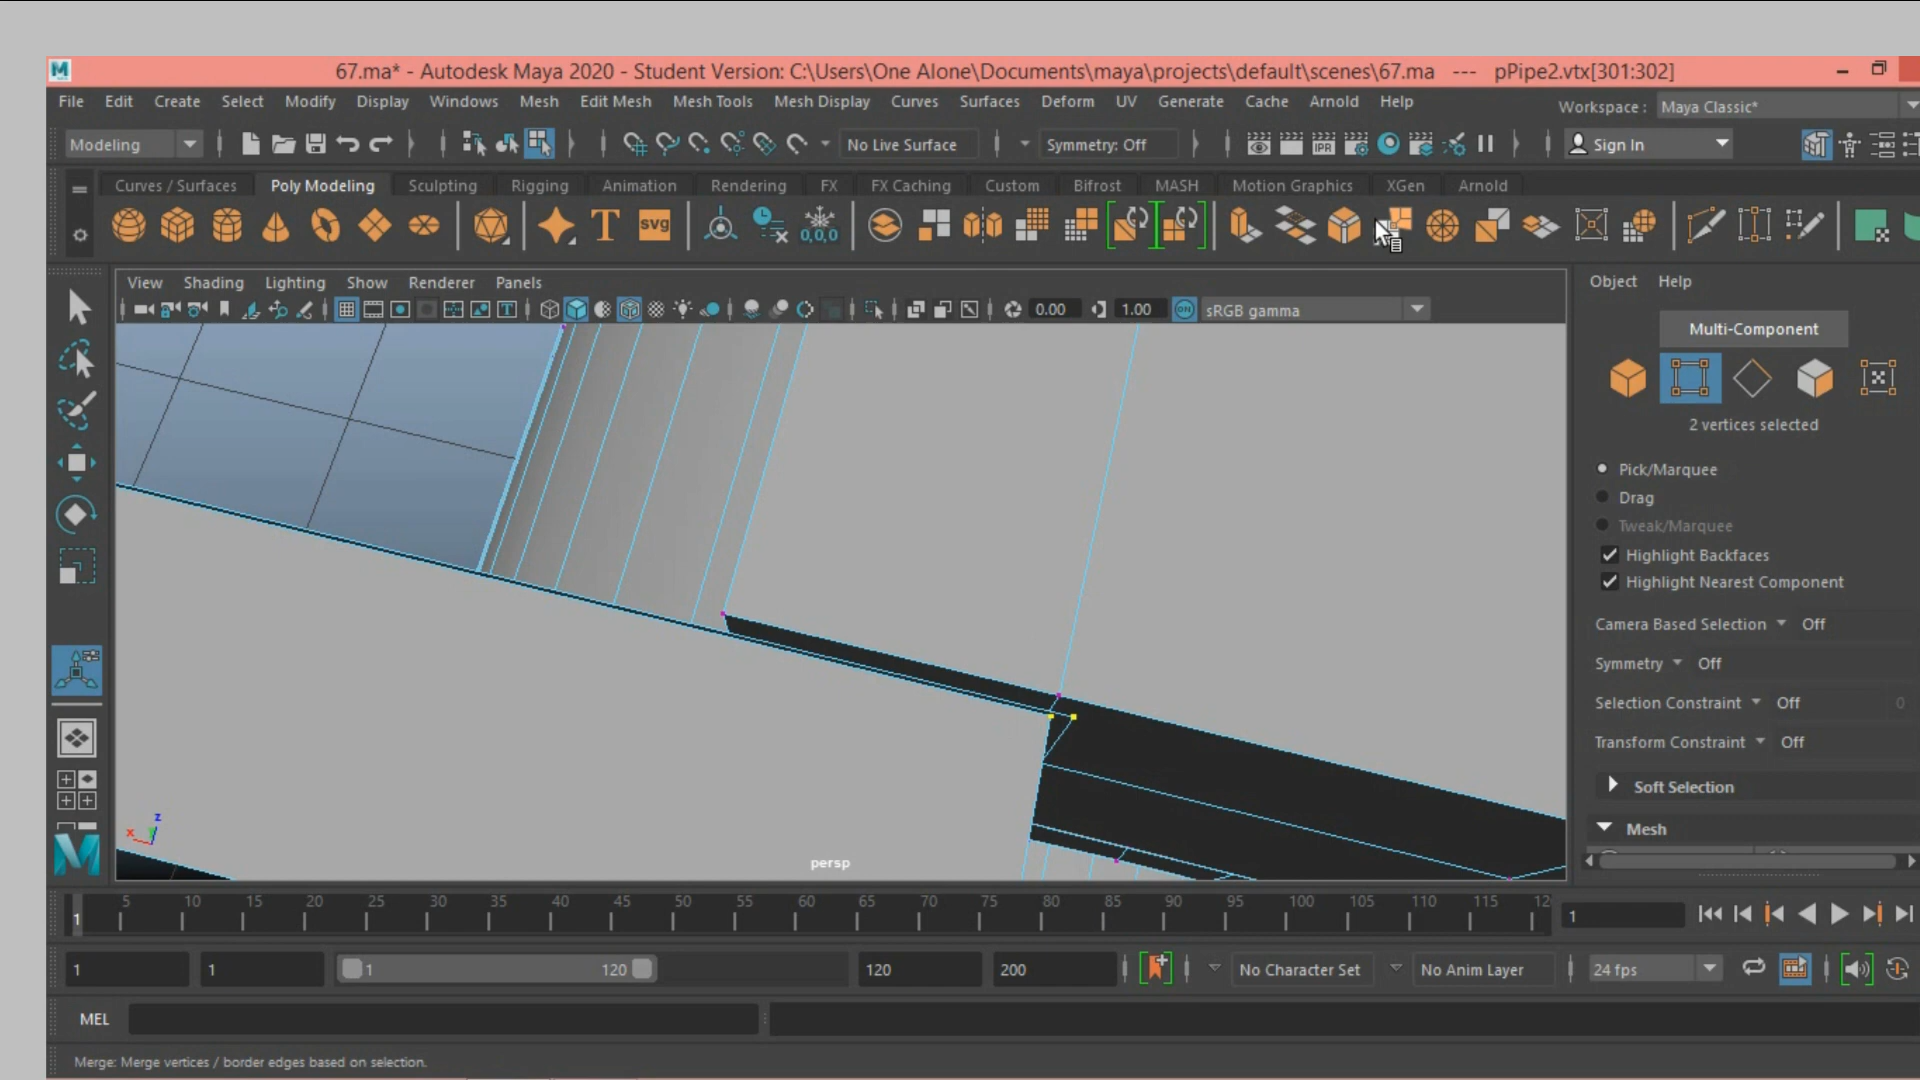 67.ma* - Autodesk Maya 2020 - Student Version: C:\Users\One Alone\Documents\maya\projects\default\scenes\67.ma --- pPipe2.vtx[301:302]
File Edit Create Select Modify Display Windows Mesh Edit Mesh Mesh Tools Mesh Display Curves Surfaces Deform UV Generate Cache Arnold Help
Workspace : Maya Classic*
Modeling No Live Surface Symmetry: Off IPR Sign In
Curves / Surfaces Poly Modeling Sculpting Rigging Animation Rendering FX FX Caching Custom Bifrost MASH Motion Graphics XGen Arnold
T svg 0,0,0
View Shading Lighting Show Renderer Panels
Object Help
0.00 1.00 ON sRGB gamma
Multi-Component
2 vertices selected
Pick/Marquee
Drag
Tweak/Marquee
Highlight Backfaces
Highlight Nearest Component
Camera Based Selection Off
Symmetry Off
Selection Constraint Off 0
Transform Constraint Off
Soft Selection
Mesh
z
x
persp
1 5 10 15 20 25 30 35 40 45 50 55 60 65 70 75 80 85 90 95 100 105 110 115 12
1
1 1 1 120 120 200 No Character Set No Anim Layer 24 fps
MEL
Merge: Merge vertices / border edges based on selection.